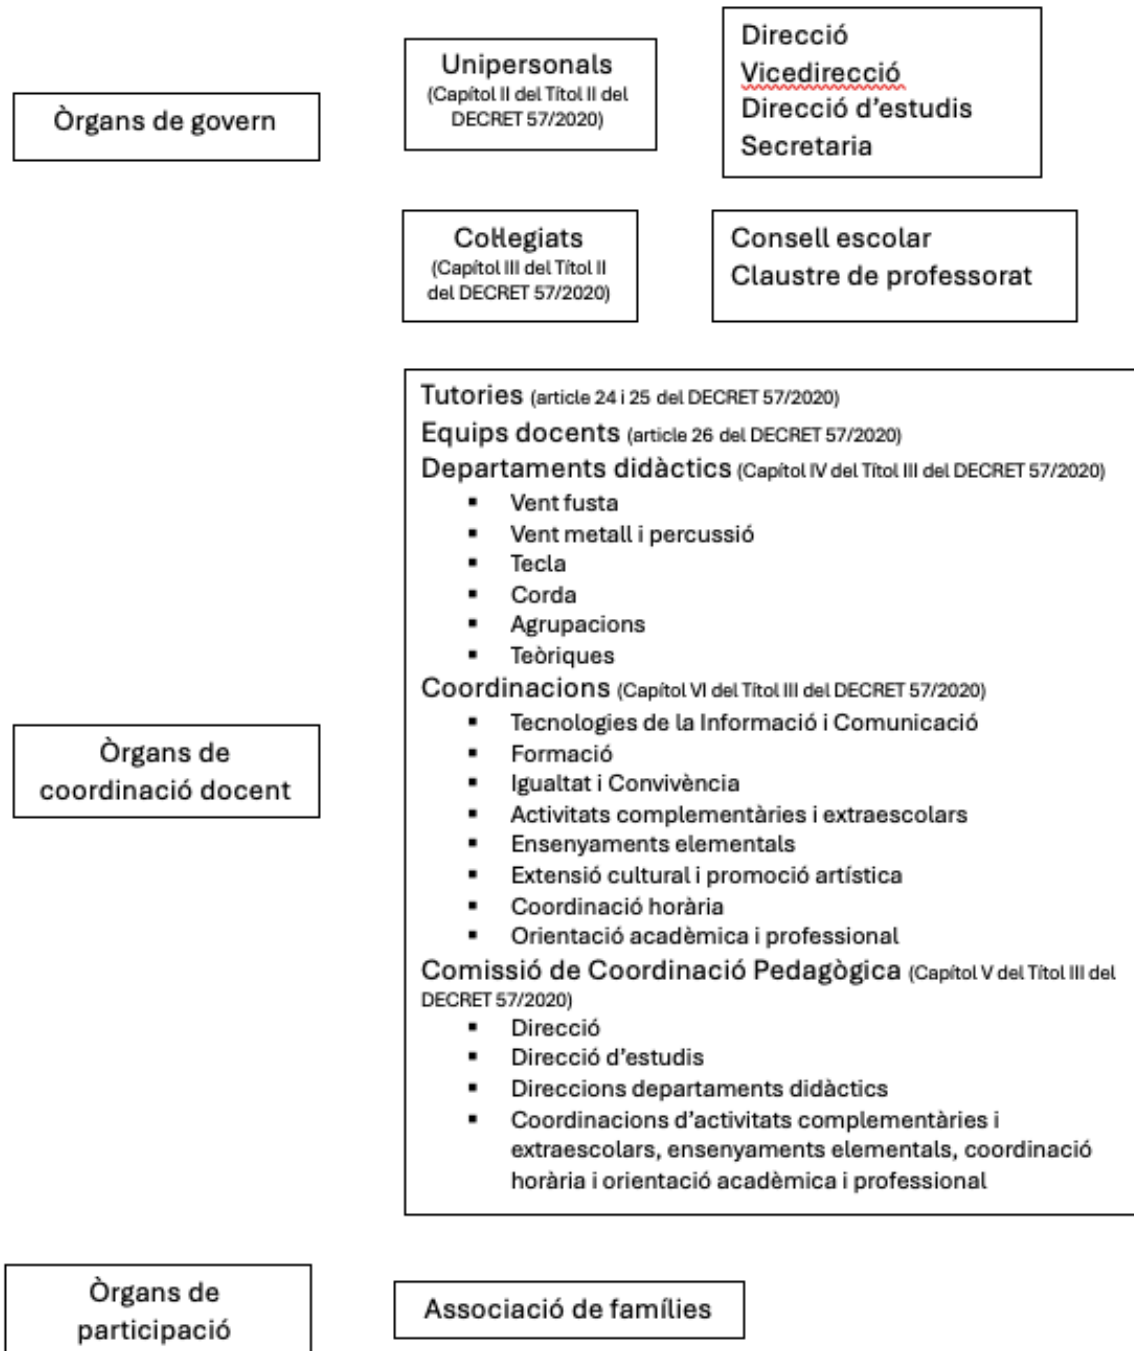 Òrgans de govern
Unipersonals
(Capítol II del Títol II del
DECRET 57/2020)
Direcció
Vicedirecció
Direcció d’estudis
Secretaria
Col·legiats
(Capítol III del Títol II
del DECRET 57/2020)
Consell escolar
Claustre de professorat
Òrgans de
coordinació docent
Tutories (article 24 i 25 del DECRET 57/2020)
Equips docents (article 26 del DECRET 57/2020)
Departaments didàctics (Capítol IV del Títol III del DECRET 57/2020)
▪ Vent fusta
▪ Vent metall i percussió
▪ Tecla
▪ Corda
▪ Agrupacions
▪ Teòriques
Coordinacions (Capítol VI del Títol III del DECRET 57/2020)
▪ Tecnologies de la Informació i Comunicació
▪ Formació
▪ Igualtat i Convivència
▪ Activitats complementàries i extraescolars
▪ Ensenyaments elementals
▪ Extensió cultural i promoció artística
▪ Coordinació horària
▪ Orientació acadèmica i professional
Comissió de Coordinació Pedagògica (Capítol V del Títol III del
DECRET 57/2020)
▪ Direcció
▪ Direcció d’estudis
▪ Direccions departaments didàctics
▪ Coordinacions d’activitats complementàries i
extraescolars, ensenyaments elementals, coordinació
horària i orientació acadèmica i professional
Òrgans de
participació
Associació de famílies